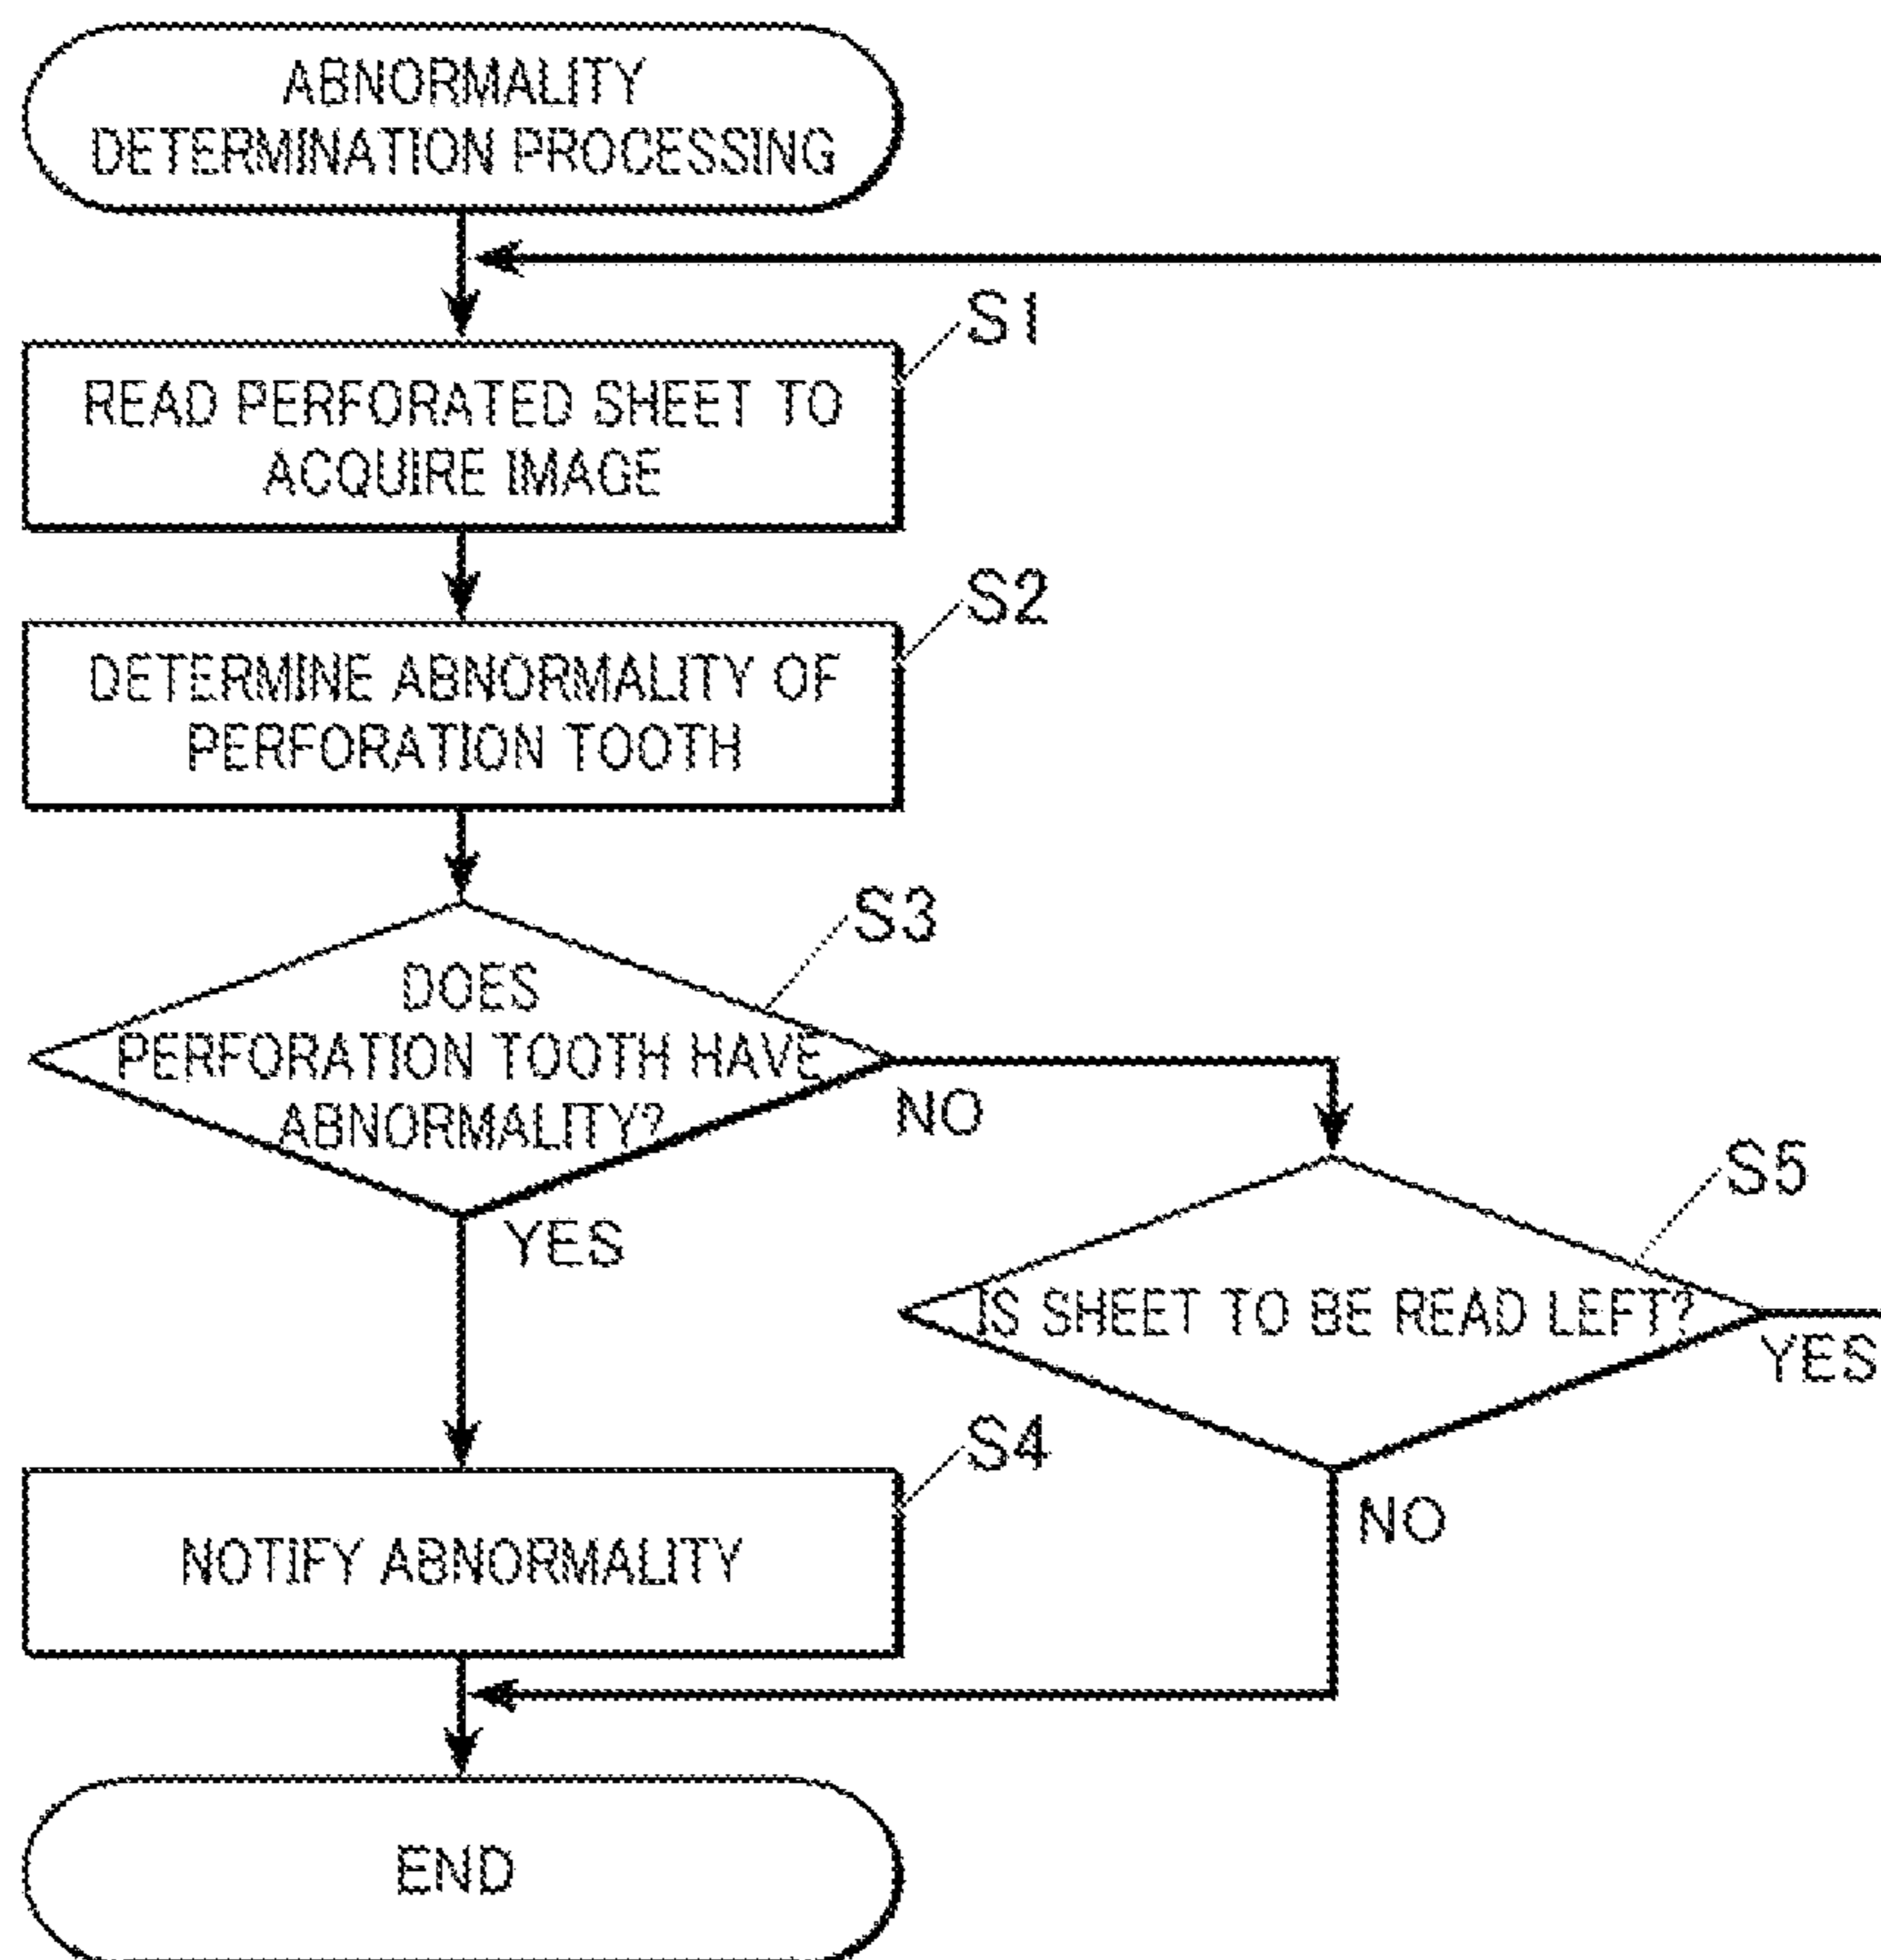 ABNORMALITY
DETERMINATION PROCESSING
S1
READ PERFORATED SHEET TO
ACQUIRE IMAGE
S2
DETERMINE ABNORMALITY OF
PERFORATION TOOTH
S3
DOES
PERFORATION TOOTH HAVE
ABNORMALITY?
NO
YES
S5
IS SHEET TO BE READ LEFT?
YES
S4
NOTIFY ABNORMALITY
NO
END